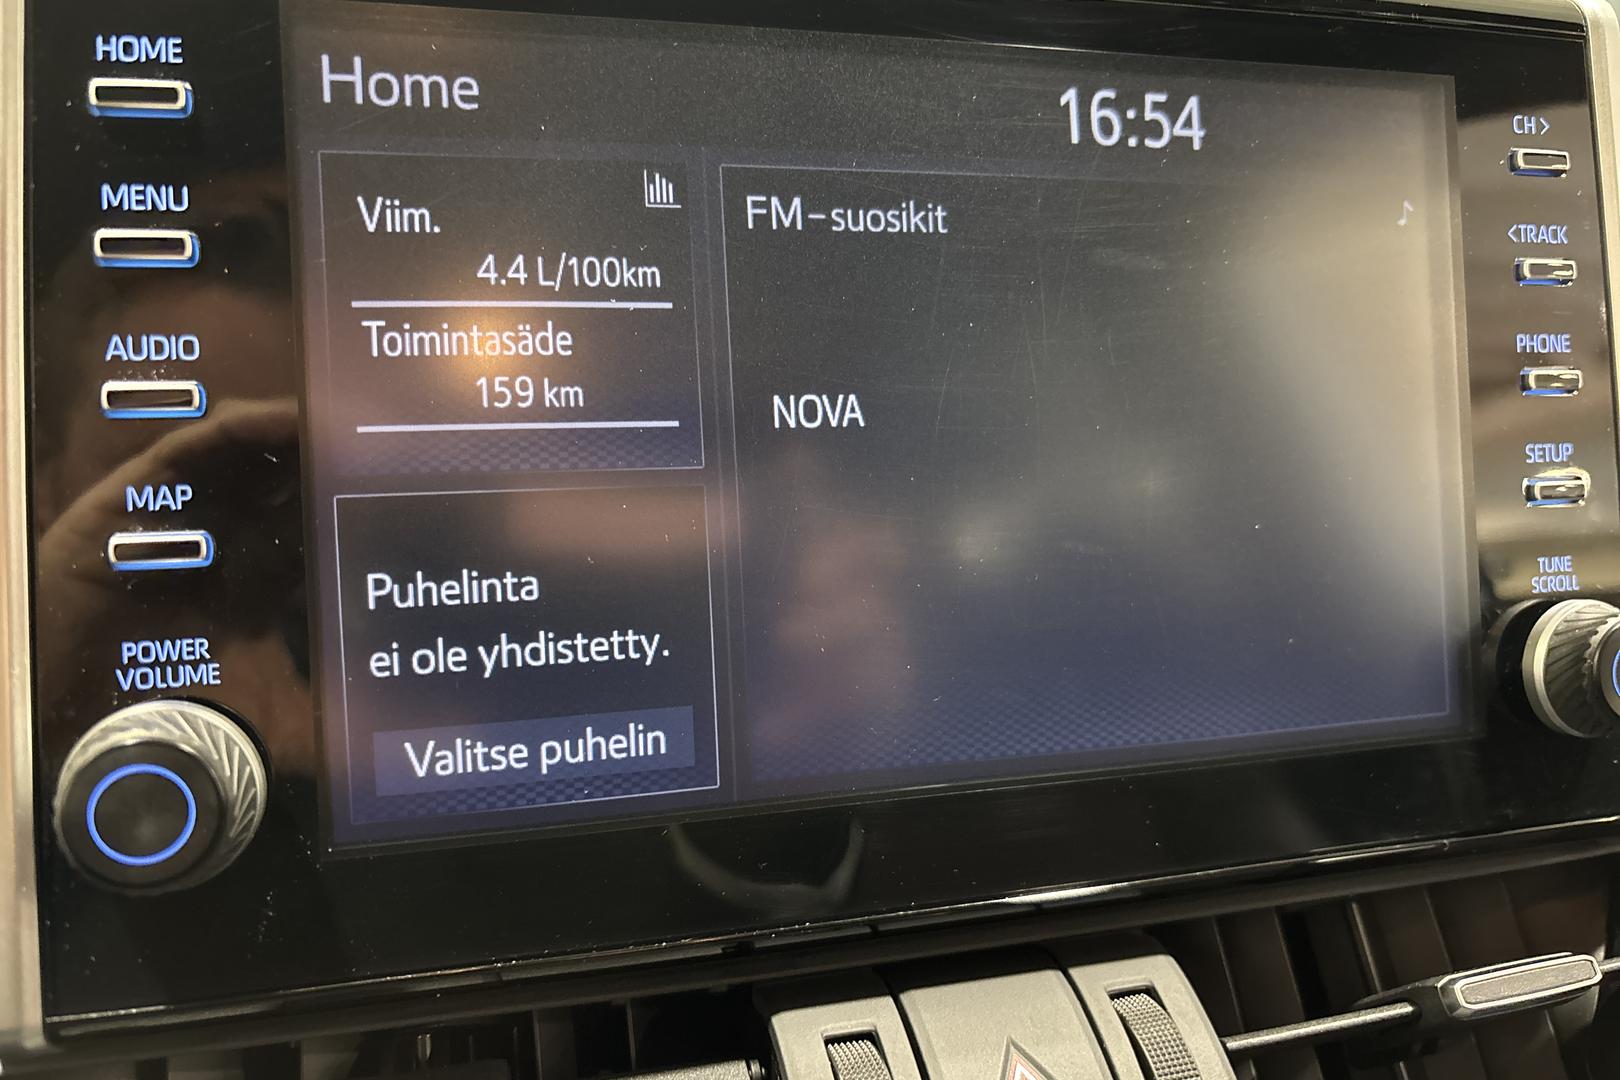 HOME
MENU
AUDIO
MAP
POWER
VOLUME
Home
16:54
Viim.
4.4 L/100km
Toimintasäde
159 km
Puhelinta
ei ole yhdistetty.
Valitse puhelin
FM-suosikit
NOVA
CH>
<TRACK
PHONE
SETUP
TUNE
SCROLL